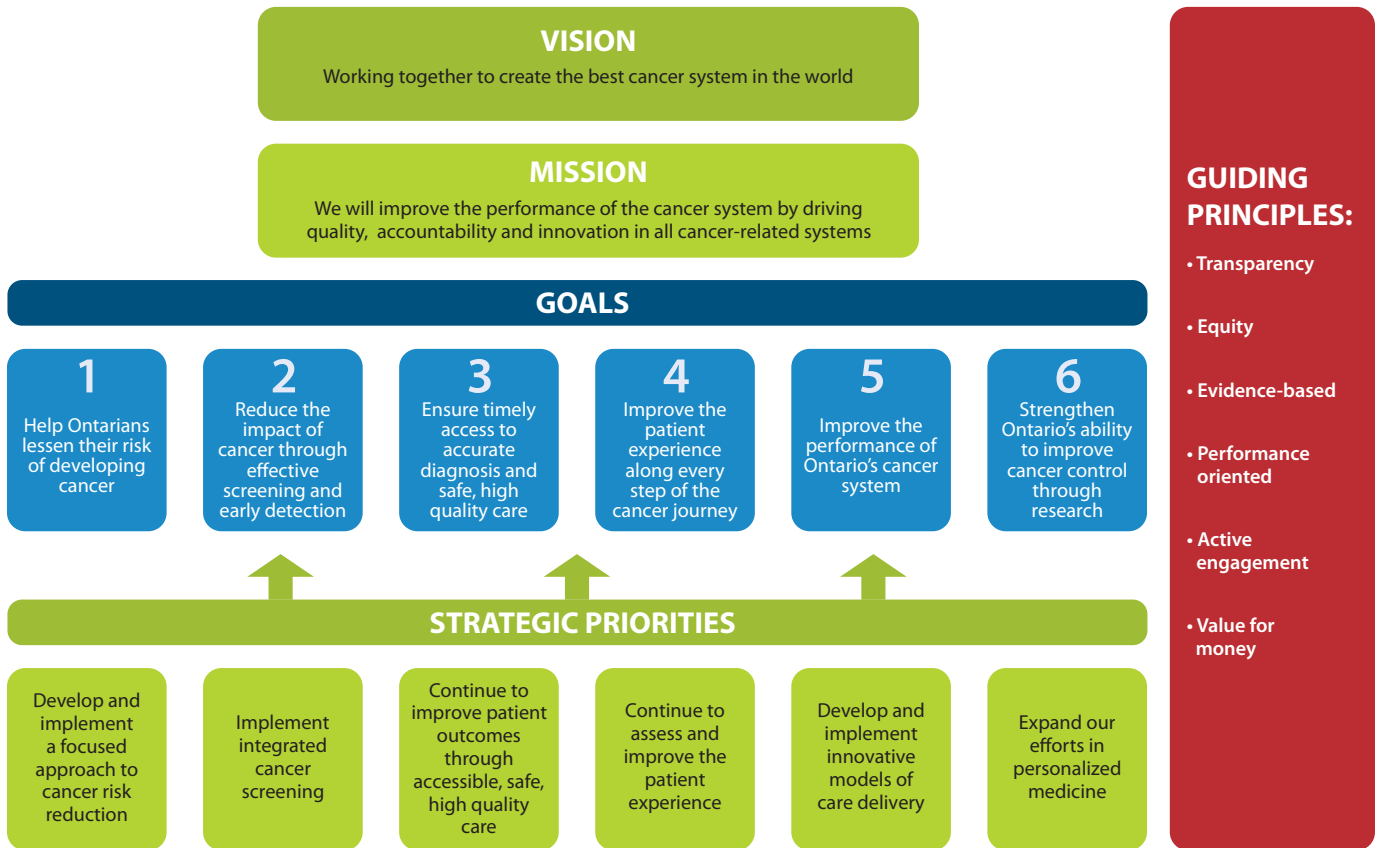 VISION
Working together to create the best cancer system in the world
MISSION
We will improve the performance of the cancer system by driving
quality, accountability and innovation in all cancer-related systems
GOALS
1
Help Ontarians
lessen their risk
of developing
cancer
2
Reduce the
impact of
cancer through
effective
screening and
early detection
3
Ensure timely
access to
accurate
diagnosis and
safe, high
quality care
4
Improve the
patient
experience
along every
step of the
cancer journey
5
Improve the
performance of
Ontario’s cancer
system
6
Strengthen
Ontario’s ability
to improve
cancer control
through
research
STRATEGIC PRIORITIES
Develop and
implement
a focused
approach to
cancer risk
reduction
Implement
integrated
cancer
screening
Continue to
improve patient
outcomes
through
accessible, safe,
high quality
care
Continue to
assess and
improve the
patient
experience
Develop and
implement
innovative
models of
care delivery
Expand our
efforts in
personalized
medicine
GUIDING
PRINCIPLES:
• Transparency
• Equity
• Evidence-based
• Performance
oriented
• Active
engagement
• Value for
money